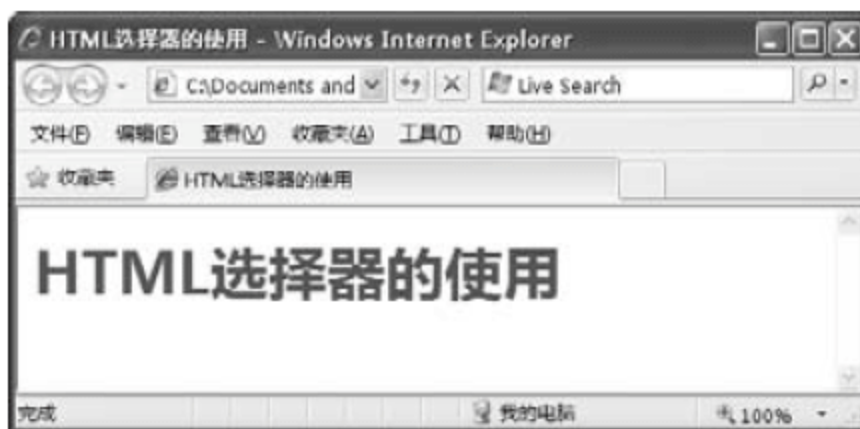 HTML选择器的使用 - Windows Internet Explorer
C:\Documents and Live Search
文件(F) 编辑(E) 查看(V) 收藏夹(A) 工具(T) 帮助(H)
收藏夹 HTML选择器的使用
HTML选择器的使用
完成 我的电脑 100%